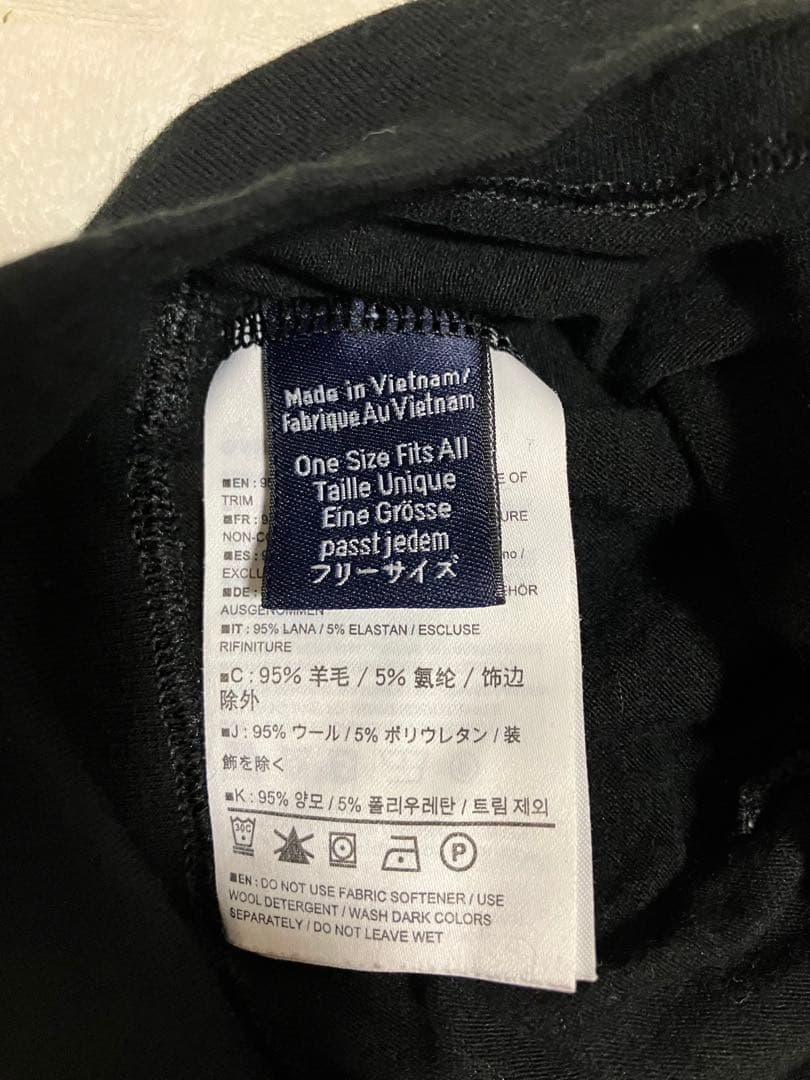 Made in Vietnam/
Fabrique Au Vietnam
One Size Fits All
Taille Unique
Eine Grösse
passt jedem
フリーサイズ
■EN: 95 E OF
TRIM
■FR: 9 URE
NON-CO
■ES: no /
EXCLU
■DE: EHÖR
AUSGENOMMEN
■IT: 95% LANA / 5% ELASTAN / ESCLUSE
RIFINITURE
■C: 95% 羊毛 / 5% 氨纶 / 饰边
除外
■J: 95% ウール / 5% ポリウレタン / 装
飾を除く
■K: 95% 양모 / 5% 폴리우레탄 / 트림 제외
30C P
■EN: DO NOT USE FABRIC SOFTENER / USE
WOOL DETERGENT / WASH DARK COLORS
SEPARATELY / DO NOT LEAVE WET